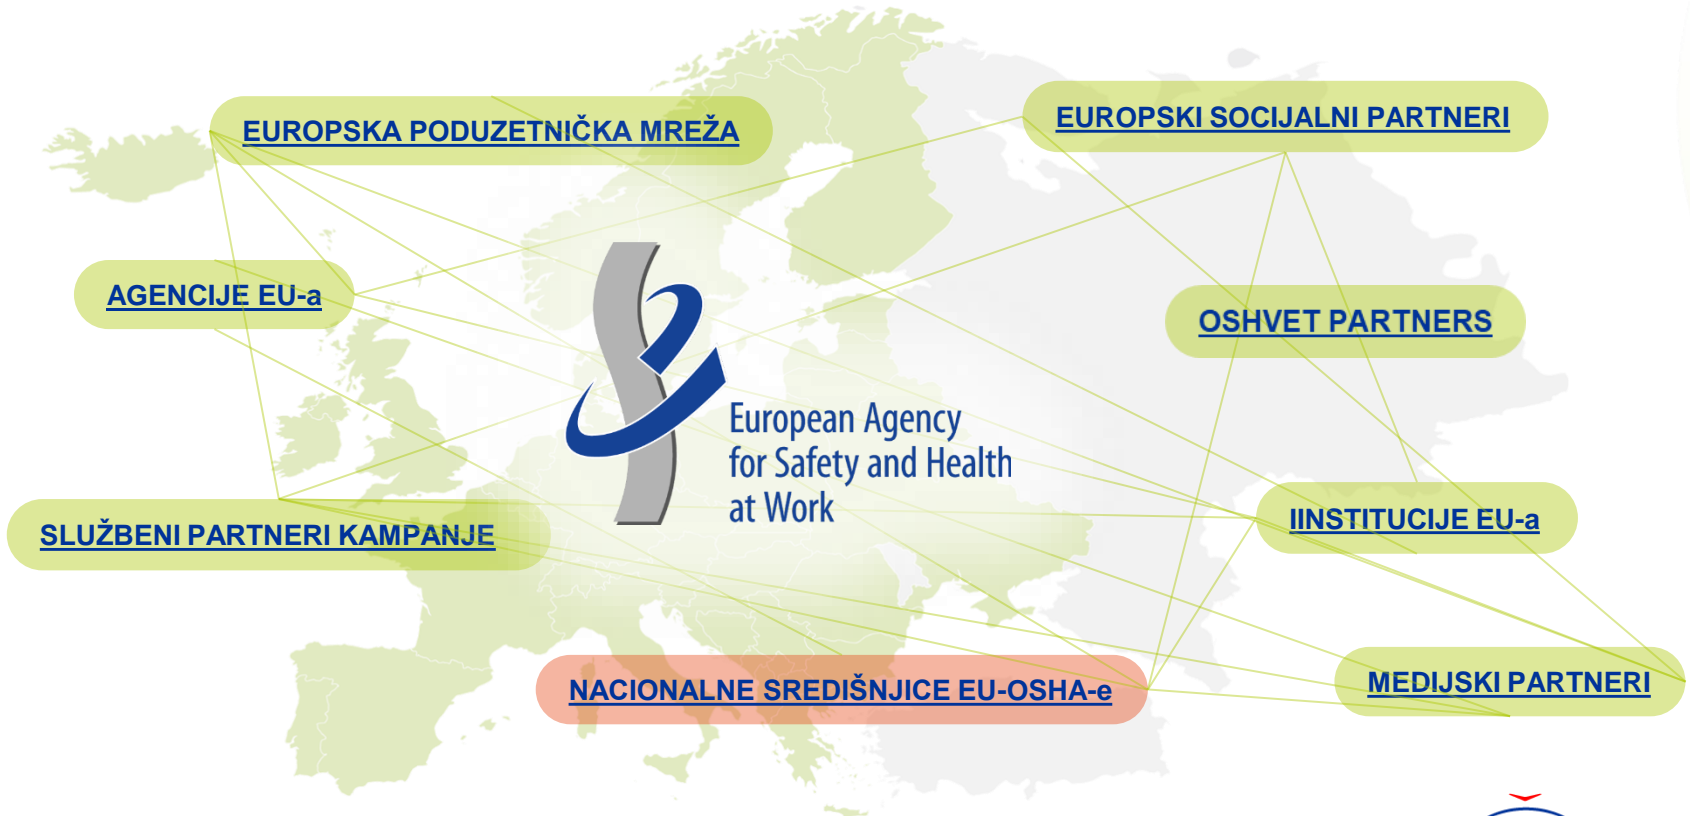 EUROPSKA PODUZETNIČKA MREŽA
EUROPSKI SOCIJALNI PARTNERI
AGENCIJE EU-a
OSHVET PARTNERS
European Agency
for Safety and Health
at Work
SLUŽBENI PARTNERI KAMPANJE
IINSTITUCIJE EU-a
NACIONALNE SREDIŠNJICE EU-OSHA-e
MEDIJSKI PARTNERI